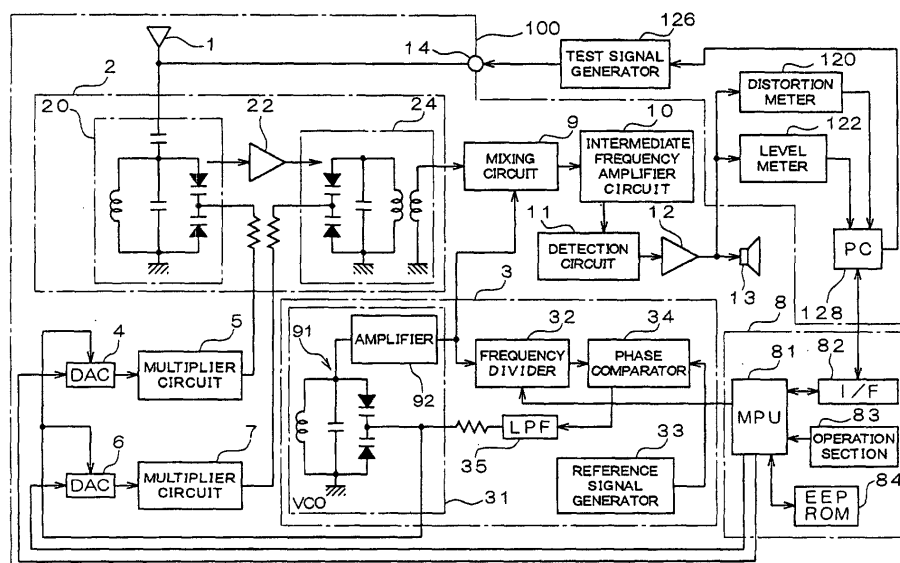 100
126
1
14
TEST SIGNAL
GENERATOR
120
2
DISTORTION
METER
20
22
24
9
10
122
MIXING
CIRCUIT
INTERMEDIATE
FREQUENCY
AMPLIFIER
CIRCUIT
LEVEL
METER
11
12
DETECTION
CIRCUIT
PC
13
128
3
8
4
5
91
AMPLIFIER
32
34
81
82
DAC
MULTIPLIER
CIRCUIT
FREQUENCY
DIVIDER
PHASE
COMPARATOR
MPU
I/F
92
83
6
7
LPF
35
33
OPERATION
SECTION
DAC
MULTIPLIER
CIRCUIT
REFERENCE
SIGNAL
GENERATOR
84
EEP
ROM
VCO
31